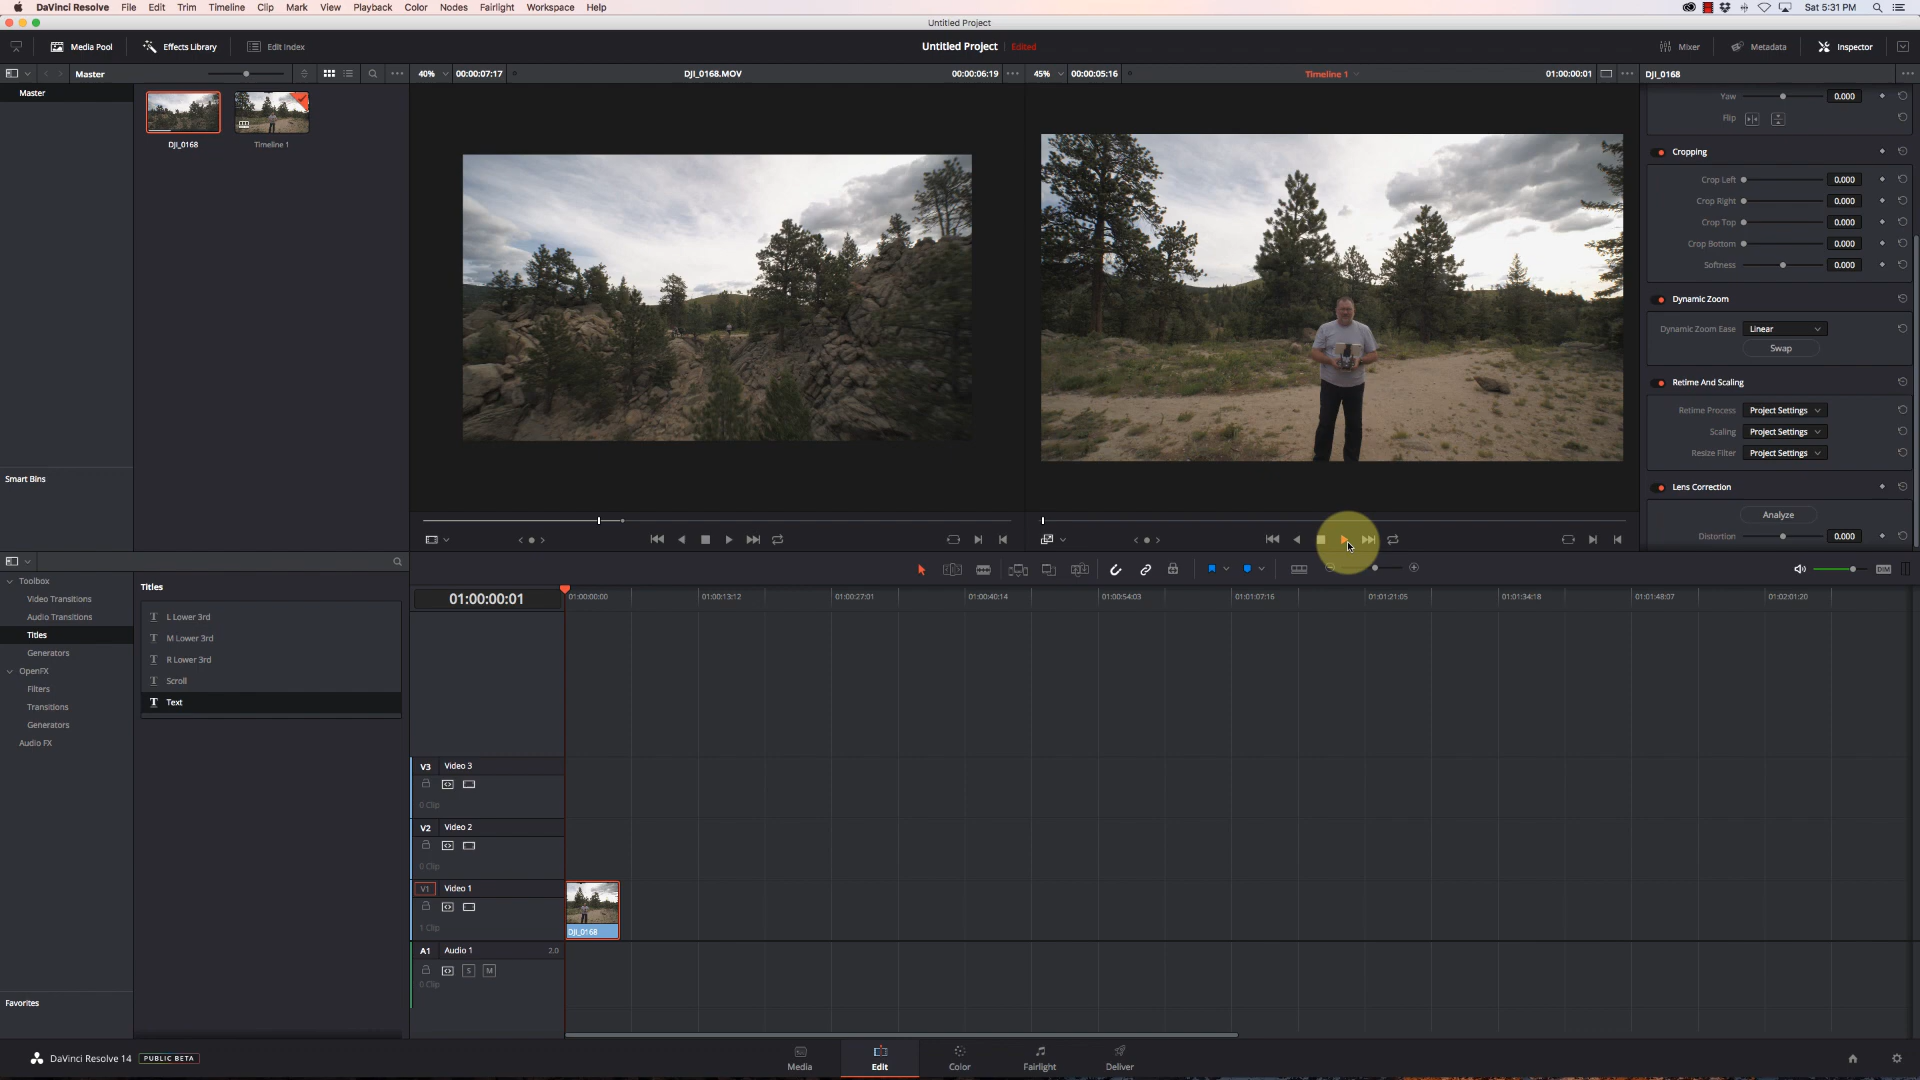 DaVinci Resolve File Edit Trim Timeline Clip Mark View Playback Color Nodes Fairlight Workspace Help Sat 5:31 PM
Untitled Project
Media Pool Effects Library Edit Index Untitled Project Edited Mixer Metadata Inspector
Master 40% 00:00:07:17 DJI_0168.MOV 00:00:06:19 45% 00:00:05:16 Timeline 1 01:00:00:01 DJI_0168
Master
DJI_0168 Timeline 1
Yaw 0.000
Flip
Cropping
Crop Left 0.000
Crop Right 0.000
Crop Top 0.000
Crop Bottom 0.000
Softness 0.000
Dynamic Zoom
Dynamic Zoom Ease Linear
Swap
Retime And Scaling
Retime Process Project Settings
Scaling Project Settings
Resize Filter Project Settings
Lens Correction
Analyze
Distortion 0.000
Smart Bins
Toolbox
Video Transitions
Audio Transitions
Titles
Generators
OpenFX
Filters
Transitions
Generators
Audio FX
Favorites
Titles
L Lower 3rd
M Lower 3rd
R Lower 3rd
Scroll
Text
DIM
01:00:00:01 01:00:00:00 01:00:13:12 01:00:27:01 01:00:40:14 01:00:54:03 01:01:07:16 01:01:21:05 01:01:34:18 01:01:48:07 01:02:01:20
V3 Video 3
0 Clip
V2 Video 2
0 Clip
V1 Video 1
1 Clip
DJI_0168
A1 Audio 1 2.0
S M
0 Clip
DaVinci Resolve 14 PUBLIC BETA
Media Edit Color Fairlight Deliver